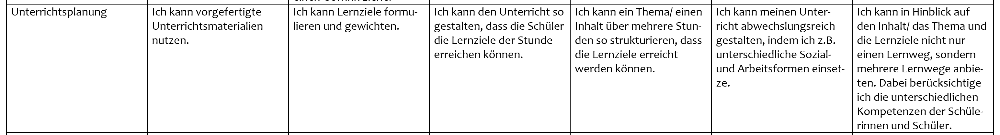 Unterrichtsplanung
Ich kann vorgefertigte
Unterrichtsmaterialien
nutzen.
Ich kann Lernziele formu-
lieren und gewichten.
Ich kann den Unterricht so
gestalten, dass die Schüler
die Lernziele der Stunde
erreichen können.
Ich kann ein Thema/ einen
Inhalt über mehrere Stun-
den so strukturieren, dass
die Lernziele erreicht
werden können.
Ich kann meinen Unter-
richt abwechslungsreich
gestalten, indem ich z.B.
unterschiedliche Sozial-
und Arbeitsformen einset-
ze.
Ich kann in Hinblick auf
den Inhalt/ das Thema und
die Lernziele nicht nur
einen Lernweg, sondern
mehrere Lernwege anbie-
ten. Dabei berücksichtige
ich die unterschiedlichen
Kompetenzen der Schüle-
rinnen und Schüler.